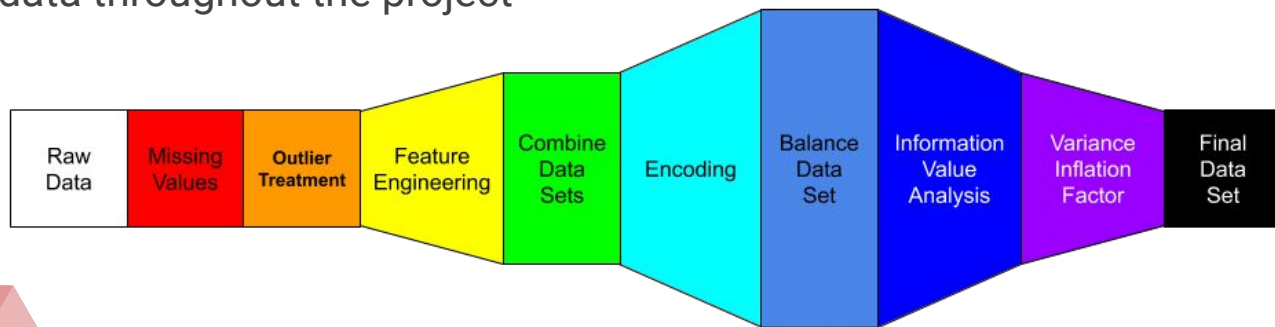 data throughout the project
Raw
Data
Missing
Values
Outlier
Treatment
Feature
Engineering
Combine
Data
Sets
Encoding
Balance
Data
Set
Information
Value
Analysis
Variance
Inflation
Factor
Final
Data
Set